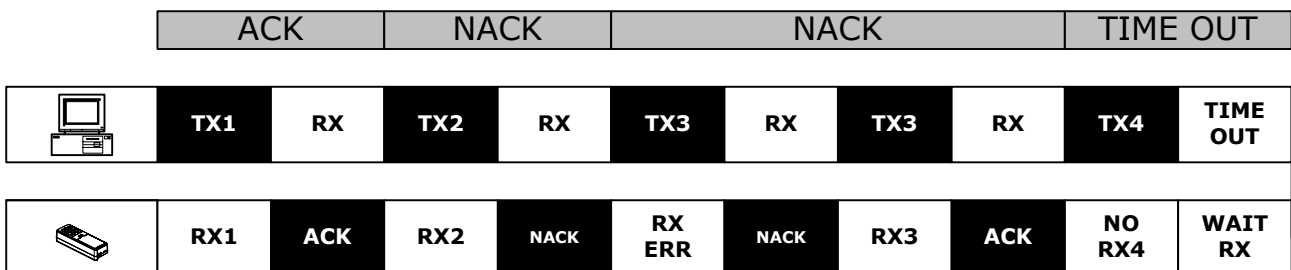 ACK NACK NACK TIME OUT
TX1 RX TX2 RX TX3 RX TX3 RX TX4 TIME OUT
RX1 ACK RX2 NACK RX ERR NACK RX3 ACK NO RX4 WAIT RX